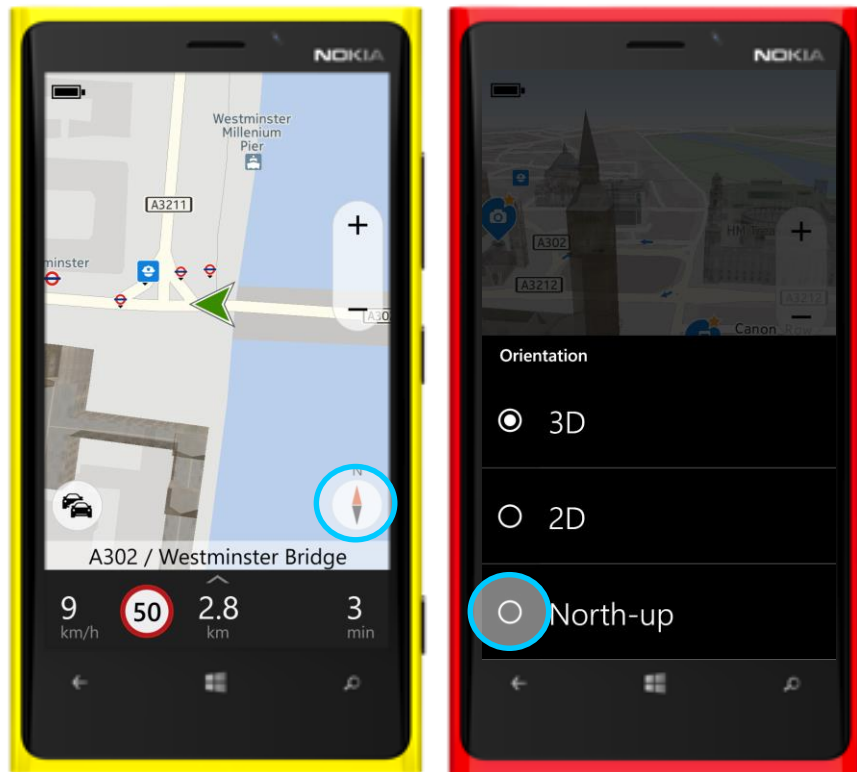 NOKIA
Westminster
Millenium
Pier
A3211
+
minster
−
A30
N
A302 / Westminster Bridge
9
km/h
50
2.8
km
3
min
NOKIA
A302
HM Trea
+
A3212
A3212
−
Canon Row
Orientation
3D
2D
North-up